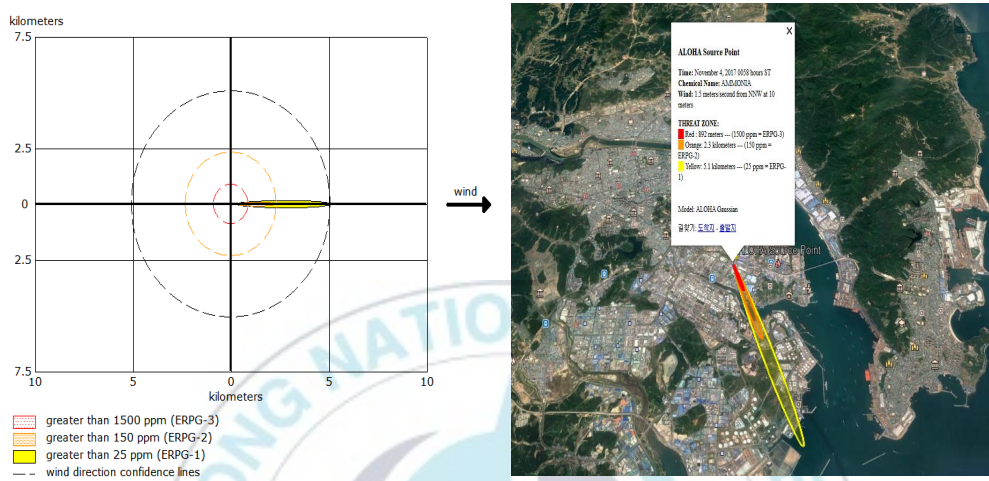 kilometers
7.5
2.5
0
2.5
7.5
10
5
0
5
10
kilometers
wind
greater than 1500 ppm (ERPG-3)
greater than 150 ppm (ERPG-2)
greater than 25 ppm (ERPG-1)
wind direction confidence lines
ONG NATIO
X
ALOHA Source Point
Time: November 4, 2017 0058 hours ST
Chemical Name: AMMONIA
Wind: 1.5 meters/second from NNW at 10
meters
THREAT ZONE:
Red : 892 meters --- (1500 ppm = ERPG-3)
Orange: 2.3 kilometers --- (150 ppm =
ERPG-2)
Yellow: 5.1 kilometers --- (25 ppm = ERPG-
1)
Model: ALOHA Gaussian
길찾기: 도착지 - 출발지
Point